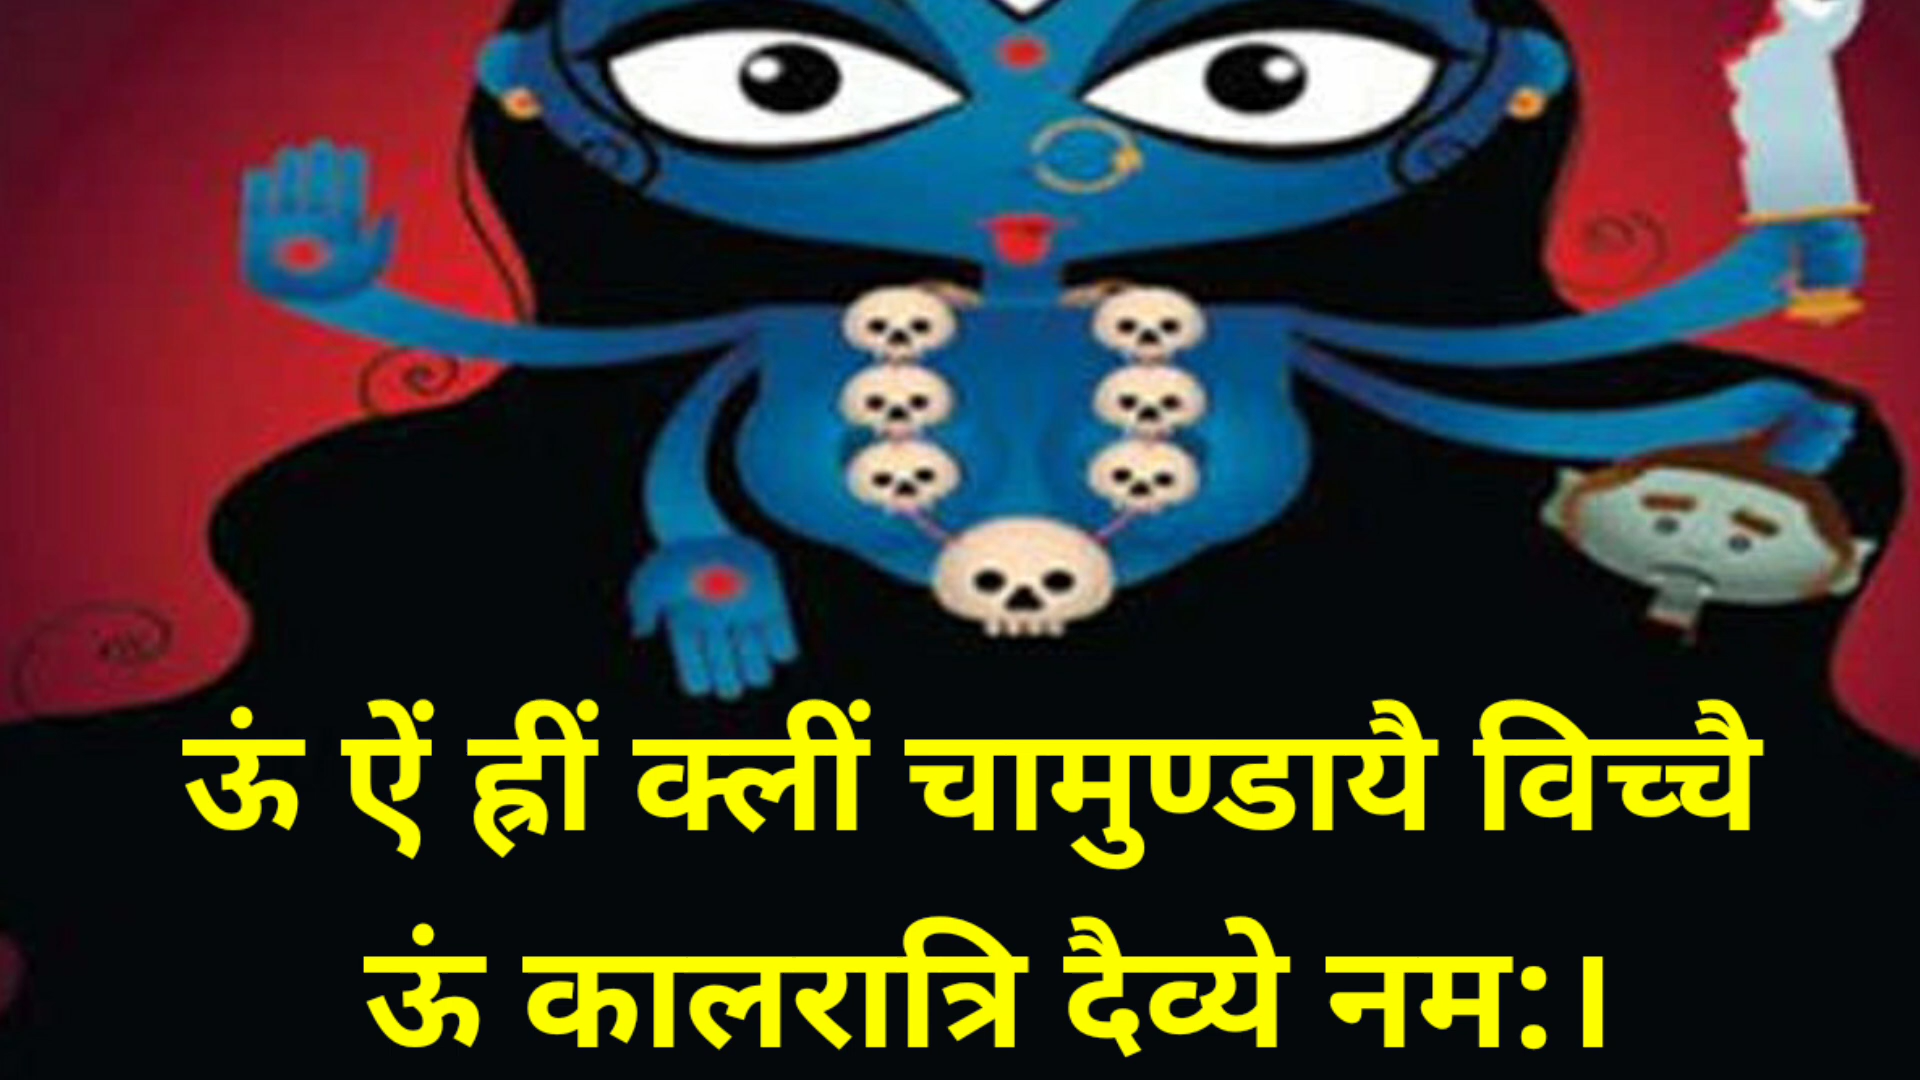 ऊं ऐं ह्रीं क्लीं चामुण्डायै विच्चै
ऊं कालरात्रि दैव्ये नम:।